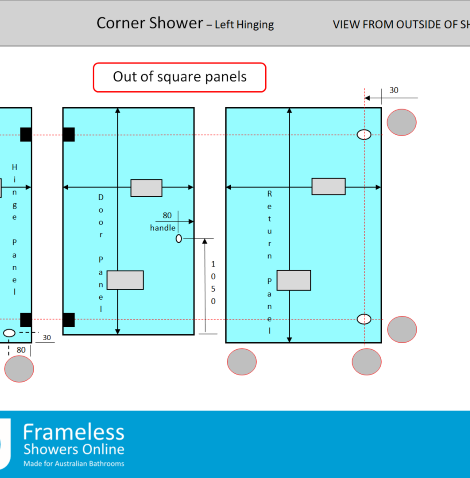 Corner Shower – Left Hinging
VIEW FROM OUTSIDE OF
Out of square panels
30
Hinge Panel
Door Panel
Return Panel
80
handle
1050
30
80
Frameless
Showers Online
Made for Australian Bathrooms